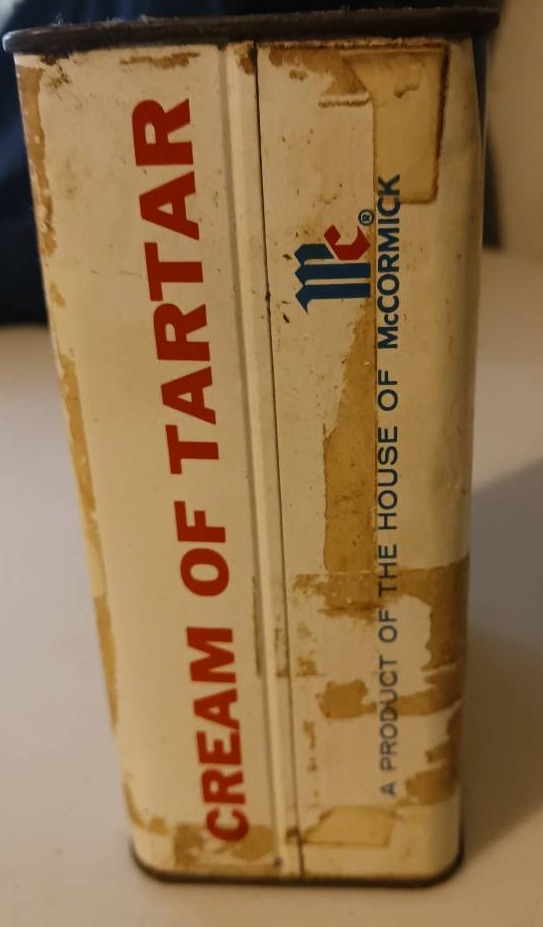 CREAM OF TARTAR
Mc®
A PRODUCT OF THE HOUSE OF McCORMICK